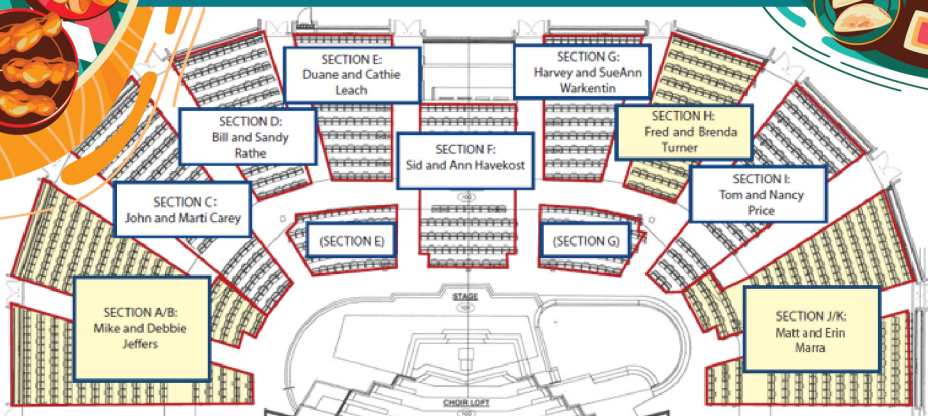 SECTION E:
Duane and Cathie
Leach
SECTION G:
Harvey and SueAnn
Warkentin
SECTION D:
Bill and Sandy
Rathe
SECTION F:
Sid and Ann Havekost
SECTION H:
Fred and Brenda
Turner
SECTION C:
John and Marti Carey
SECTION I:
Tom and Nancy
Price
(SECTION E)
(SECTION G)
SECTION A/B:
Mike and Debbie
Jeffers
STAGE
SECTION J/K:
Matt and Erin
Marra
CHOIR LOFT